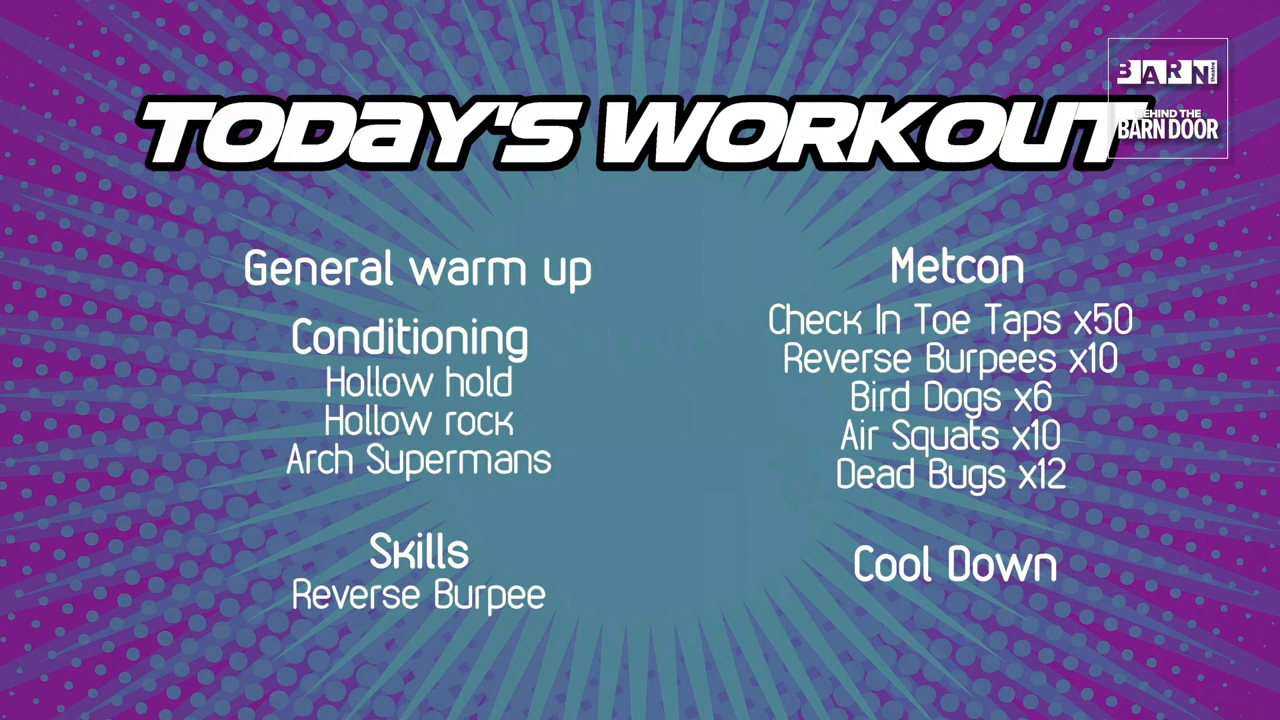 TODAY'S WORKOUT
BARN
theatre
BEHIND THE
BARN DOOR
General warm up
Conditioning
Hollow hold
Hollow rock
Arch Supermans
Skills
Reverse Burpee
Metcon
Check In Toe Taps x50
Reverse Burpees x10
Bird Dogs x6
Air Squats x10
Dead Bugs x12
Cool Down